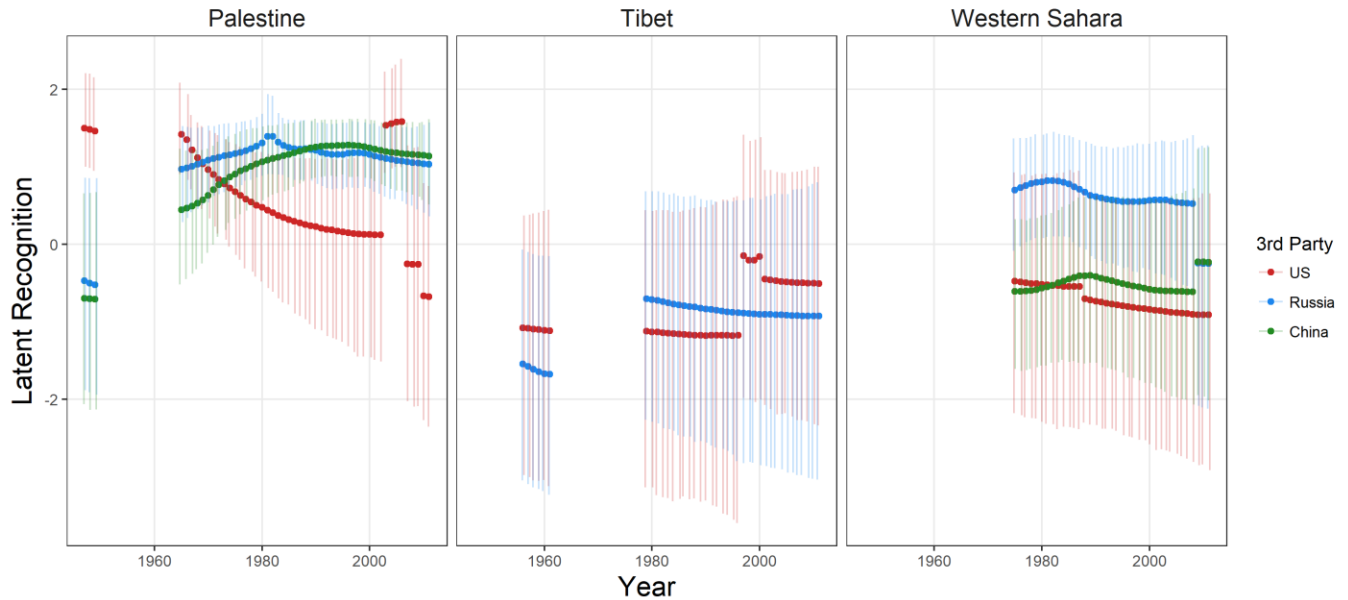 Palestine
Tibet
Western Sahara
Latent Recognition
2
0
-2
1960
1980
2000
1960
1980
2000
1960
1980
2000
Year
3rd Party
US
Russia
China